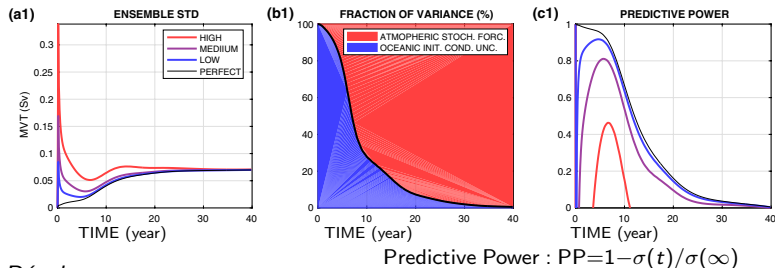 (a1) ENSEMBLE STD
MVT (Sv)
0.3
0.25
0.2
0.15
0.1
0.05
0
HIGH
MEDIIUM
LOW
PERFECT
0 10 20 30 40
TIME (year)
(b1) FRACTION OF VARIANCE (%)
100
80
60
40
20
0
ATMOPHERIC STOCH. FORC.
OCEANIC INIT. COND. UNC.
0 10 20 30 40
TIME (year)
(c1) PREDICTIVE POWER
1
0.8
0.6
0.4
0.2
0
0 10 20 30 40
TIME (year)
Predictive Power : PP=1−σ(t)/σ(∞)